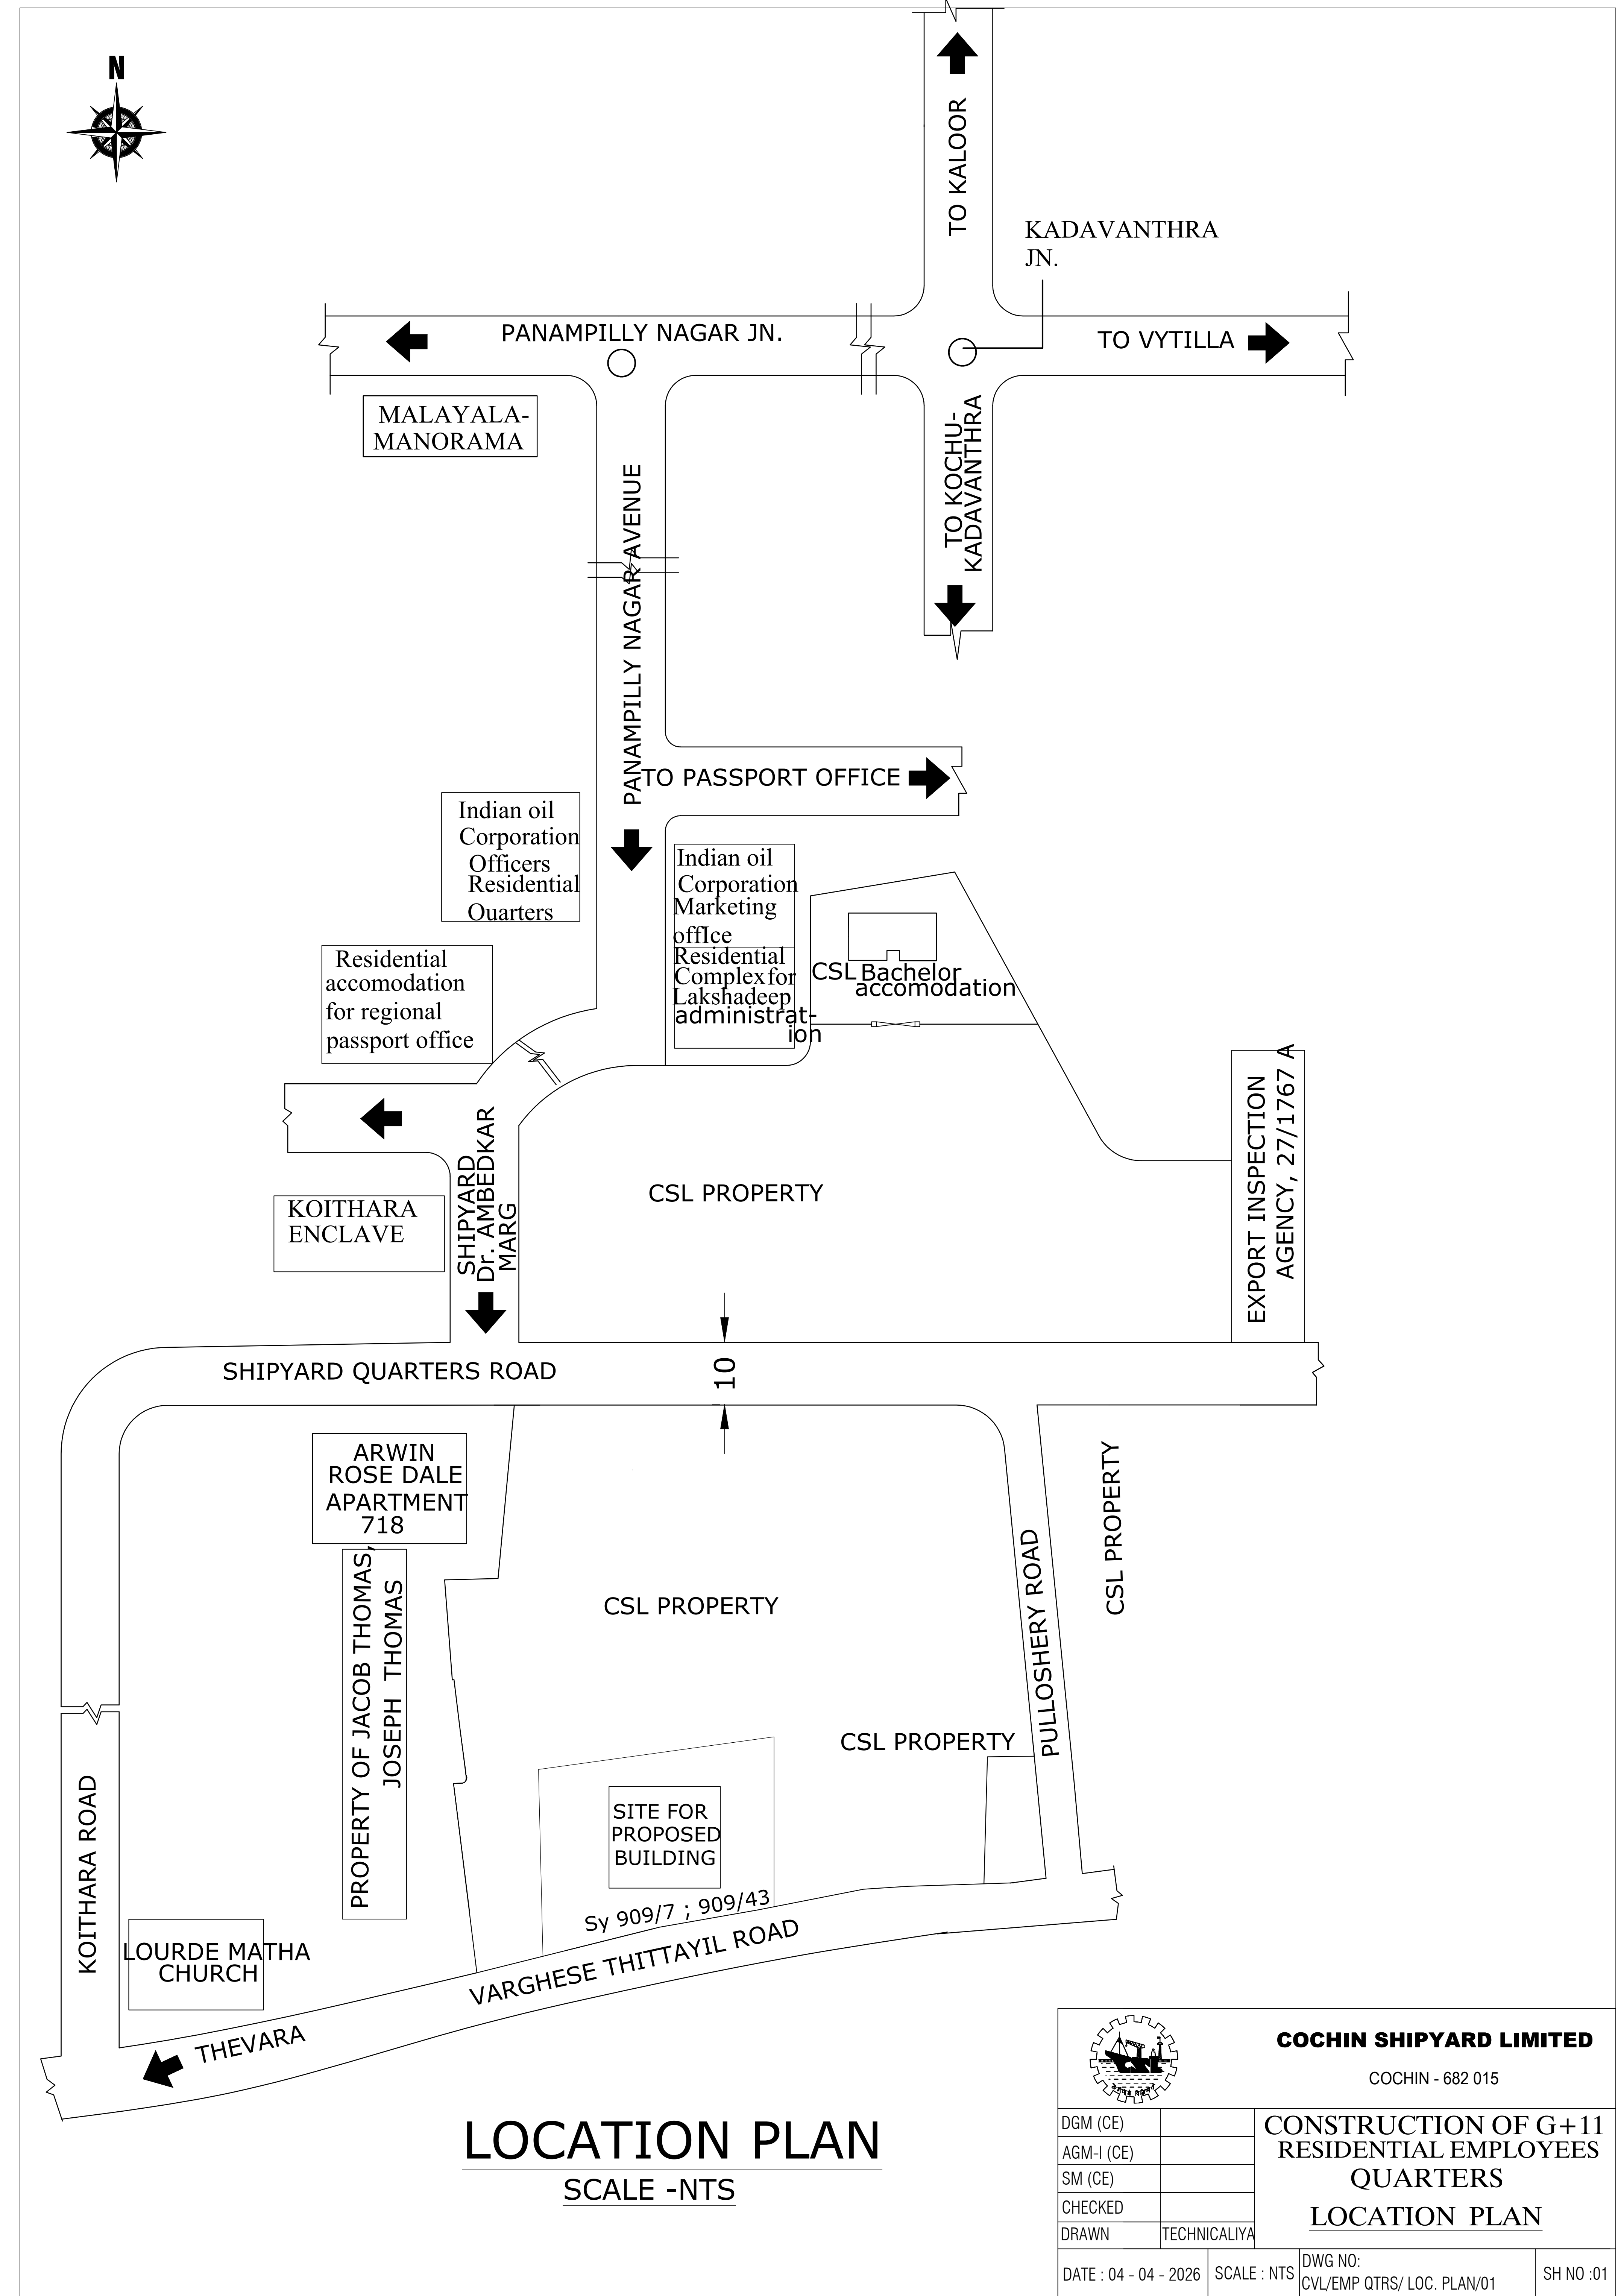 N
TO KALOOR
KADAVANTHRA
JN.
PANAMPILLY NAGAR JN.
TO VYTILLA
MALAYALA-
MANORAMA
TO KOCHU-
KADAVANTHRA
PANAMPILLY NAGAR AVENUE
TO PASSPORT OFFICE
Indian oil
Corporation
Officers
Residential
Ouarters
Indian oil
Corporation
Marketing
offIce
Residential
Complex for
Lakshadeep
administrat-
ion
CSL Bachelor
accomodation
Residential
accomodation
for regional
passport office
EXPORT INSPECTION
AGENCY, 27/1767 A
SHIPYARD
Dr. AMBEDKAR
MARG
CSL PROPERTY
KOITHARA
ENCLAVE
SHIPYARD QUARTERS ROAD
10
ARWIN
ROSE DALE
APARTMENT
718
CSL PROPERTY
PROPERTY OF JACOB THOMAS,
JOSEPH THOMAS
CSL PROPERTY
PULLOSHERY ROAD
CSL PROPERTY
SITE FOR
PROPOSED
BUILDING
Sy 909/7 ; 909/43
KOITHARA ROAD
LOURDE MATHA
CHURCH
VARGHESE THITTAYIL ROAD
THEVARA
LOCATION PLAN
SCALE -NTS
COCHIN SHIPYARD LIMITED
COCHIN - 682 015
DGM (CE)
AGM-I (CE)
SM (CE)
CHECKED
DRAWN TECHNICALIYA
CONSTRUCTION OF G+11
RESIDENTIAL EMPLOYEES
QUARTERS
LOCATION PLAN
DATE : 04 - 04 - 2026
SCALE : NTS
DWG NO:
CVL/EMP QTRS/ LOC. PLAN/01
SH NO :01